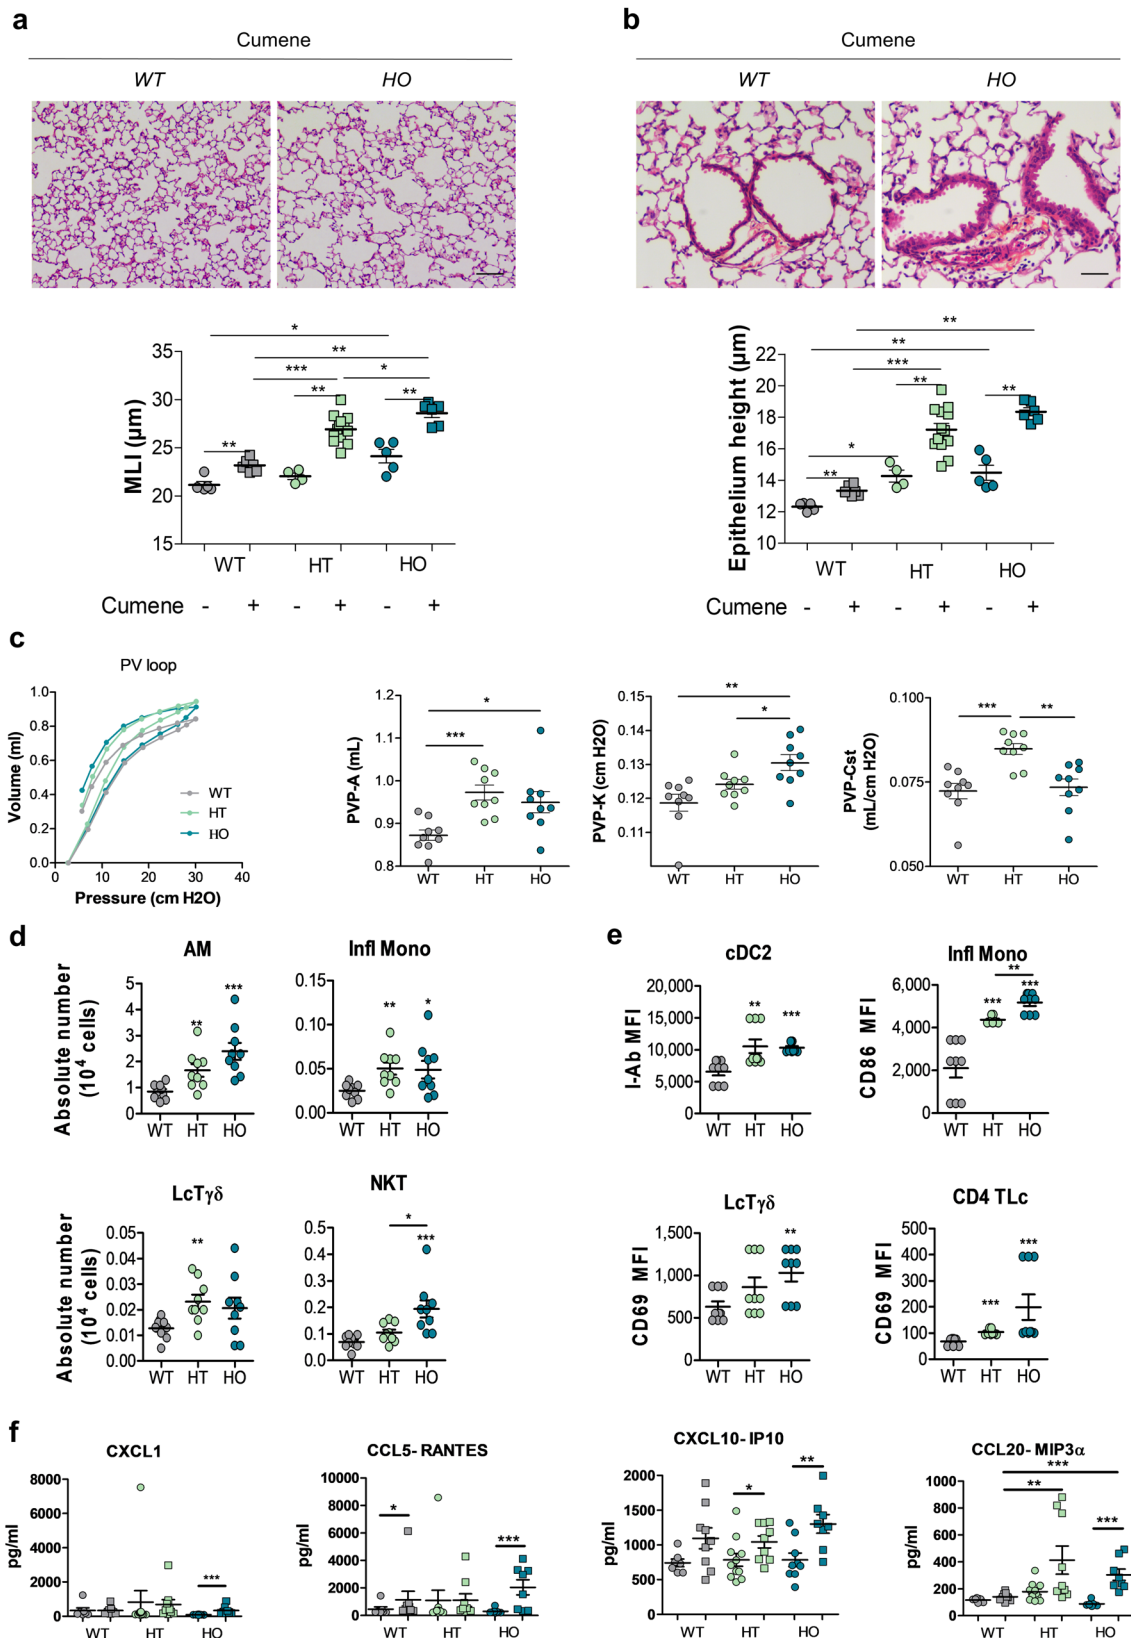 a
Cumene
WT HO
MLI (µm)
35
30
25
20
15
* ** *** * ** ** **
WT HT HO
Cumene - + - + - +
b
Cumene
WT HO
Epithelium height (µm)
22
20
18
16
14
12
10
** ** *** ** ** * **
WT HT HO
Cumene - + - + - +
c
PV loop
Volume (ml)
1.0
0.8
0.6
0.4
0.2
0.0
WT
HT
HO
0 10 20 30 40
Pressure (cm H2O)
PVP-A (mL)
1.2
1.1
1.0
0.9
0.8
* ***
WT HT HO
PVP-K (cm H2O)
0.15
0.14
0.13
0.12
0.11
** *
WT HT HO
PVP-Cst
(mL/cm H2O)
0.100
0.075
0.050
*** **
WT HT HO
d
AM
Absolute number
(10⁴ cells)
5
4
3
2
1
0
** ***
WT HT HO
Infl Mono
0.15
0.10
0.05
0.00
** *
WT HT HO
LcTγδ
Absolute number
(10⁴ cells)
0.05
0.04
0.03
0.02
0.01
0.00
**
WT HT HO
NKT
0.5
0.4
0.3
0.2
0.1
0.0
* ***
WT HT HO
e
cDC2
I-Ab MFI
20,000
15,000
10,000
5,000
0
** ***
WT HT HO
Infl Mono
CD86 MFI
6,000
4,000
2,000
0
** *** ***
WT HT HO
LcTγδ
CD69 MFI
1,500
1,000
500
0
**
WT HT HO
CD4 TLc
CD69 MFI
500
400
300
200
100
0
*** ***
WT HT HO
f
CXCL1
pg/ml
8000
6000
4000
2000
0
***
WT HT HO
CCL5- RANTES
pg/ml
10000
8000
6000
4000
2000
0
* ***
WT HT HO
CXCL10- IP10
pg/ml
2000
1500
1000
500
0
* **
WT HT HO
CCL20- MIP3α
pg/ml
1000
800
600
400
200
0
*** ** ***
WT HT HO